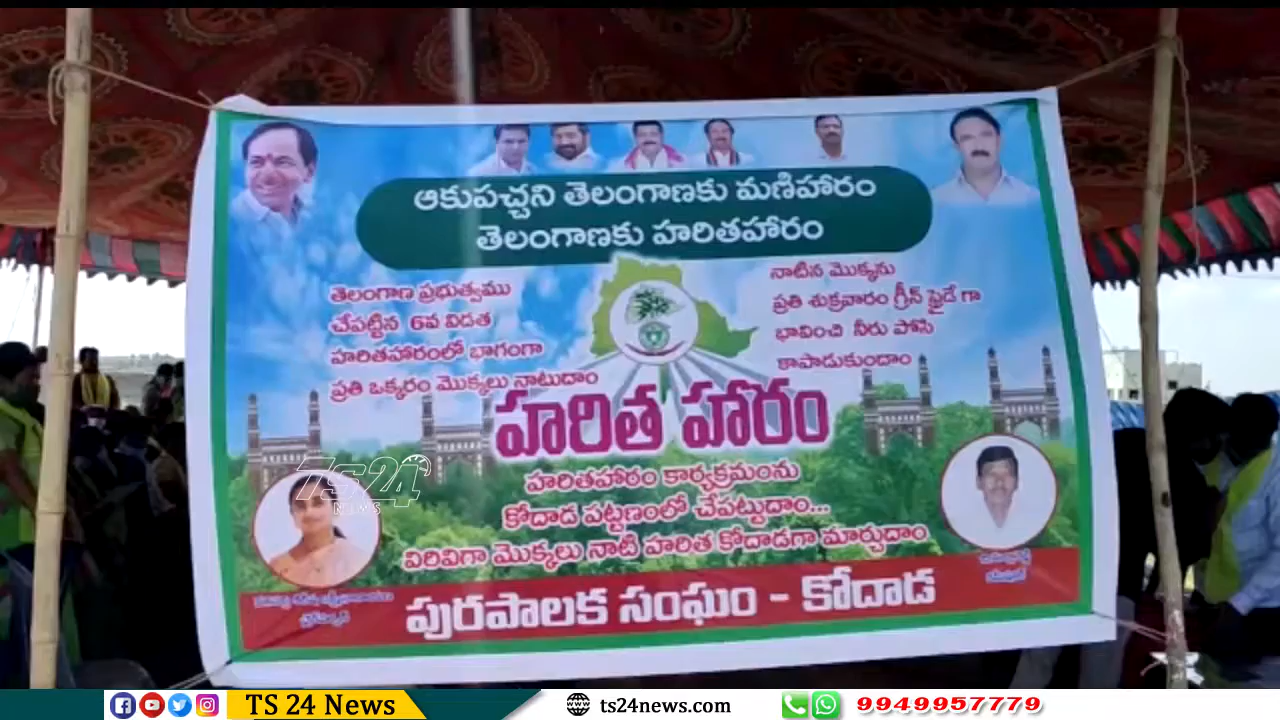 ఆకుపచ్చని తెలంగాణకు మణిహారం
తెలంగాణకు హరితహారం
తెలంగాణ ప్రభుత్వము
చేపట్టిన 6వ విడత
హరితహారంలో భాగంగా
ప్రతి ఒక్కరం మొక్కలు నాటుదాం
నాటిన మొక్కను
ప్రతి శుక్రవారం గ్రీన్ ఫ్రైడే గా
భావించి నీరు పోసి
కాపాడుకుందాం
హరిత హారం
హరితహారం కార్యక్రమంను
కోదాడ పట్టణంలో చేపట్టుదాం...
విరివిగా మొక్కలు నాటి హరిత కోదాడగా మార్చుదాం
పురపాలక సంఘం - కోదాడ
TS24
NEWS
TS 24 News
ts24news.com
9949957779